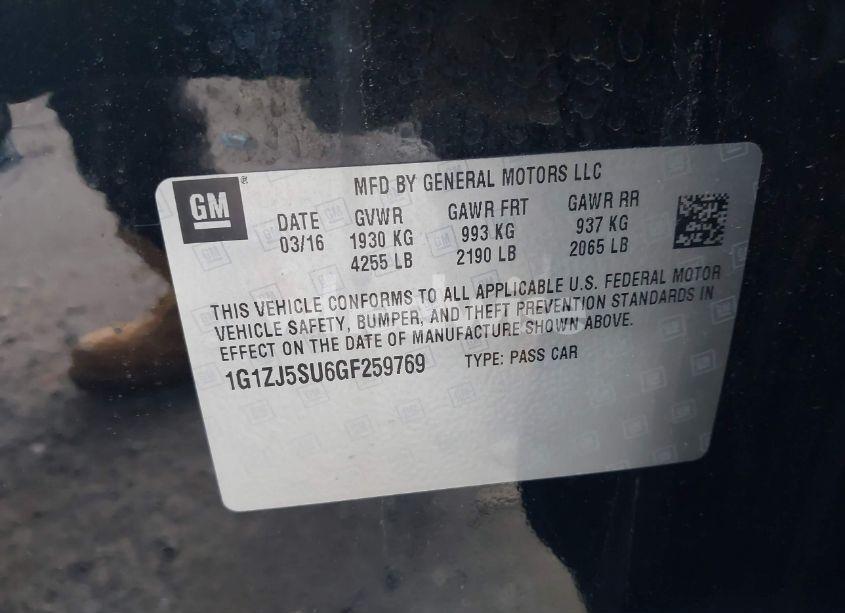 GM
MFD BY GENERAL MOTORS LLC
DATE GVWR GAWR FRT GAWR RR
03/16 1930 KG 993 KG 937 KG
4255 LB 2190 LB 2065 LB
THIS VEHICLE CONFORMS TO ALL APPLICABLE U.S. FEDERAL MOTOR
VEHICLE SAFETY, BUMPER, AND THEFT PREVENTION STANDARDS IN
EFFECT ON THE DATE OF MANUFACTURE SHOWN ABOVE.
1G1ZJ5SU6GF259769 TYPE: PASS CAR